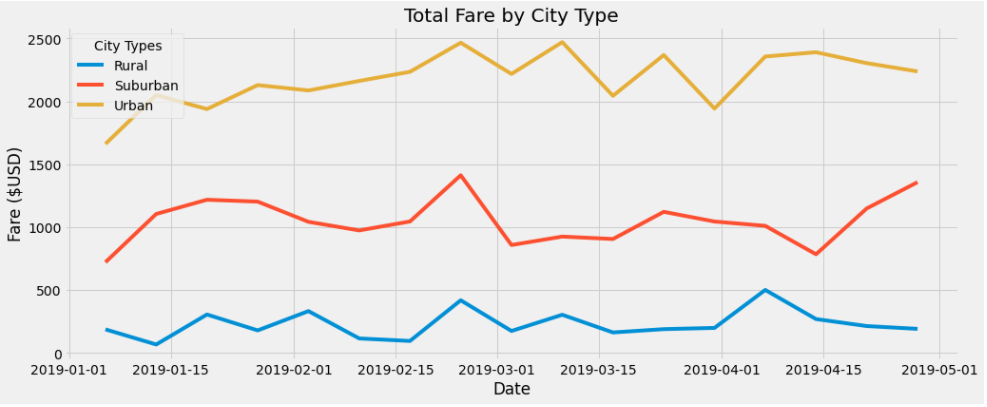 Total Fare by City Type
City Types
Rural
Suburban
Urban
2500
2000
1500
1000
500
0
Fare ($USD)
2019-01-01 2019-01-15 2019-02-01 2019-02-15 2019-03-01 2019-03-15 2019-04-01 2019-04-15 2019-05-01
Date